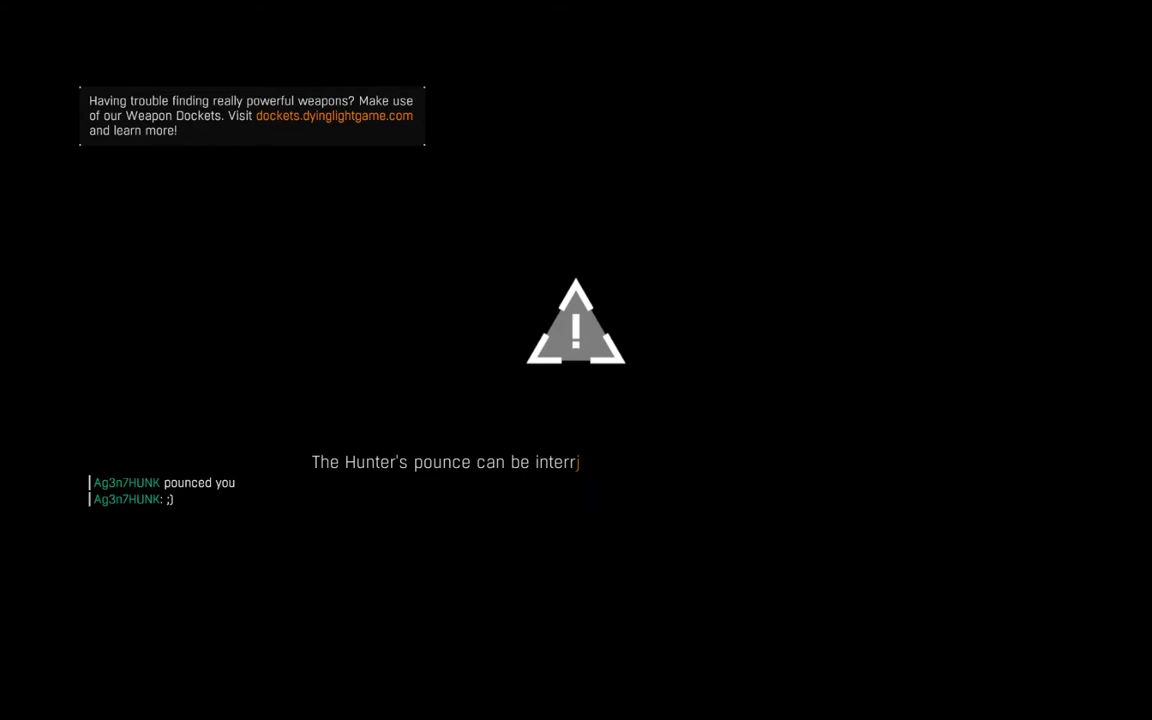 Having trouble finding really powerful weapons? Make use
of our Weapon Dockets. Visit dockets.dyinglightgame.com
and learn more!
!
The Hunter's pounce can be interrj
Ag3n7HUNK pounced you
Ag3n7HUNK: ;)